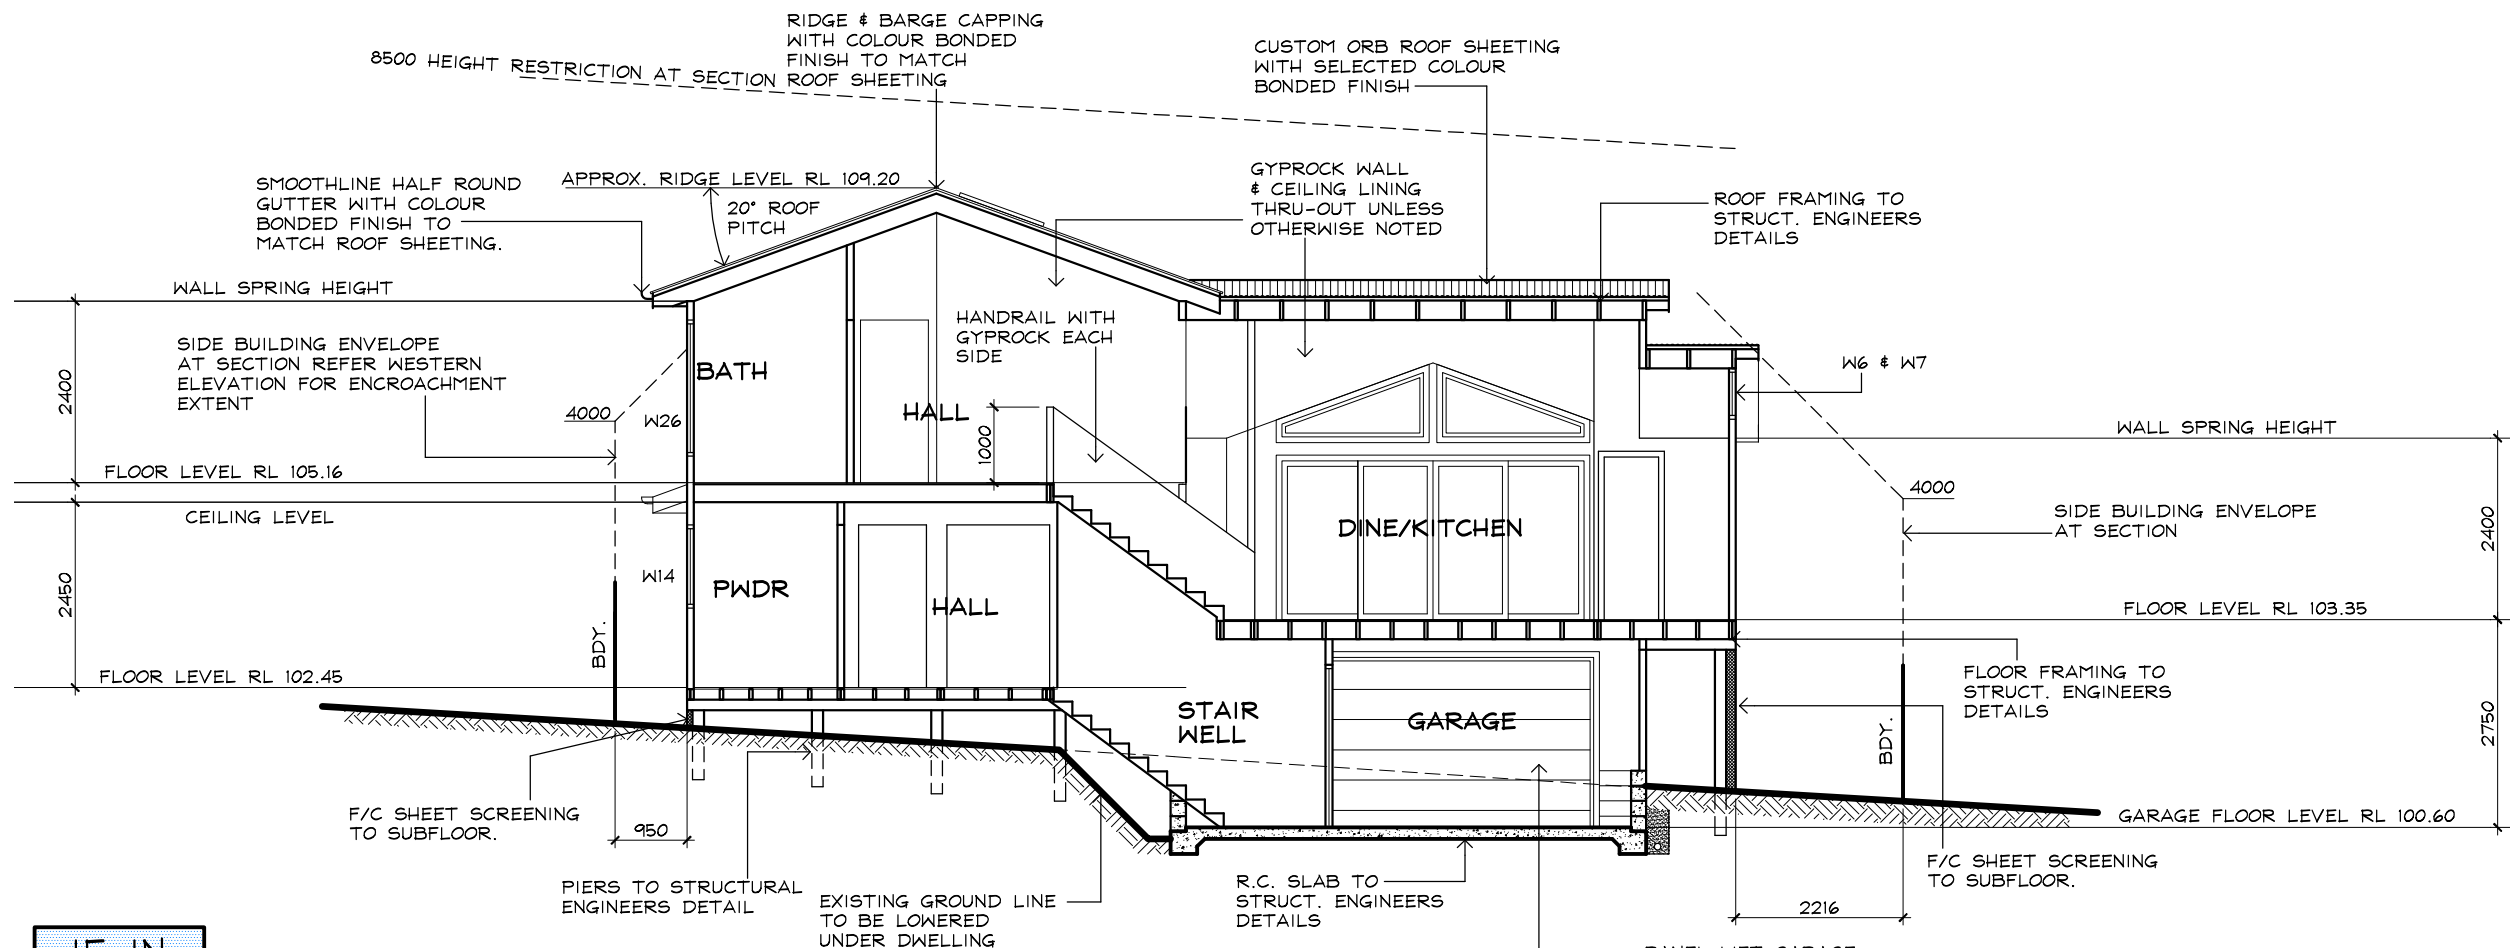 RIDGE & BARGE CAPPING
WITH COLOUR BONDED
FINISH TO MATCH
ROOF SHEETING
8500 HEIGHT RESTRICTION AT SECTION
CUSTOM ORB ROOF SHEETING
WITH SELECTED COLOUR
BONDED FINISH
SMOOTHLINE HALF ROUND
GUTTER WITH COLOUR
BONDED FINISH TO
MATCH ROOF SHEETING.
APPROX. RIDGE LEVEL RL 109.20
20° ROOF
PITCH
GYPROCK WALL
& CEILING LINING
THRU-OUT UNLESS
OTHERWISE NOTED
ROOF FRAMING TO
STRUCT. ENGINEERS
DETAILS
WALL SPRING HEIGHT
HANDRAIL WITH
GYPROCK EACH
SIDE
SIDE BUILDING ENVELOPE
AT SECTION REFER WESTERN
ELEVATION FOR ENCROACHMENT
EXTENT
2400
4000
W26
BATH
HALL
1000
W6 & W7
WALL SPRING HEIGHT
FLOOR LEVEL RL 105.16
CEILING LEVEL
4000
SIDE BUILDING ENVELOPE
AT SECTION
2400
DINE/KITCHEN
2450
W14
PWDR
HALL
BDY.
FLOOR LEVEL RL 103.35
FLOOR LEVEL RL 102.45
FLOOR FRAMING TO
STRUCT. ENGINEERS
DETAILS
STAIR
WELL
GARAGE
BDY.
2750
F/C SHEET SCREENING
TO SUBFLOOR.
950
GARAGE FLOOR LEVEL RL 100.60
F/C SHEET SCREENING
TO SUBFLOOR.
PIERS TO STRUCTURAL
ENGINEERS DETAIL
EXISTING GROUND LINE
TO BE LOWERED
UNDER DWELLING
R.C. SLAB TO
STRUCT. ENGINEERS
DETAILS
2216